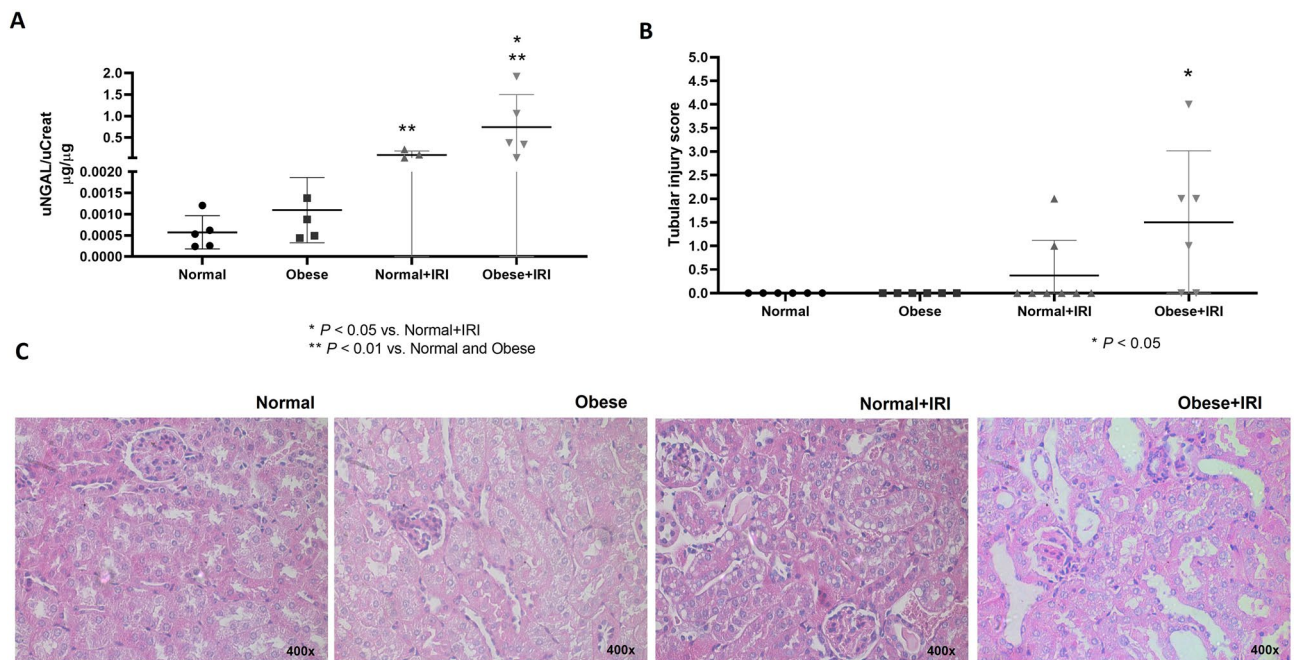 A
uNGAL/uCreat
µg/µg
2.0
1.5
1.0
0.5
0.0020
0.0015
0.0010
0.0005
0.0000
*
**
**
Normal
Obese
Normal+IRI
Obese+IRI
* P < 0.05 vs. Normal+IRI
** P < 0.01 vs. Normal and Obese
B
Tubular injury score
5.0
4.5
4.0
3.5
3.0
2.5
2.0
1.5
1.0
0.5
0.0
*
Normal
Obese
Normal+IRI
Obese+IRI
* P < 0.05
C
Normal
Obese
Normal+IRI
Obese+IRI
400x
400x
400x
400x